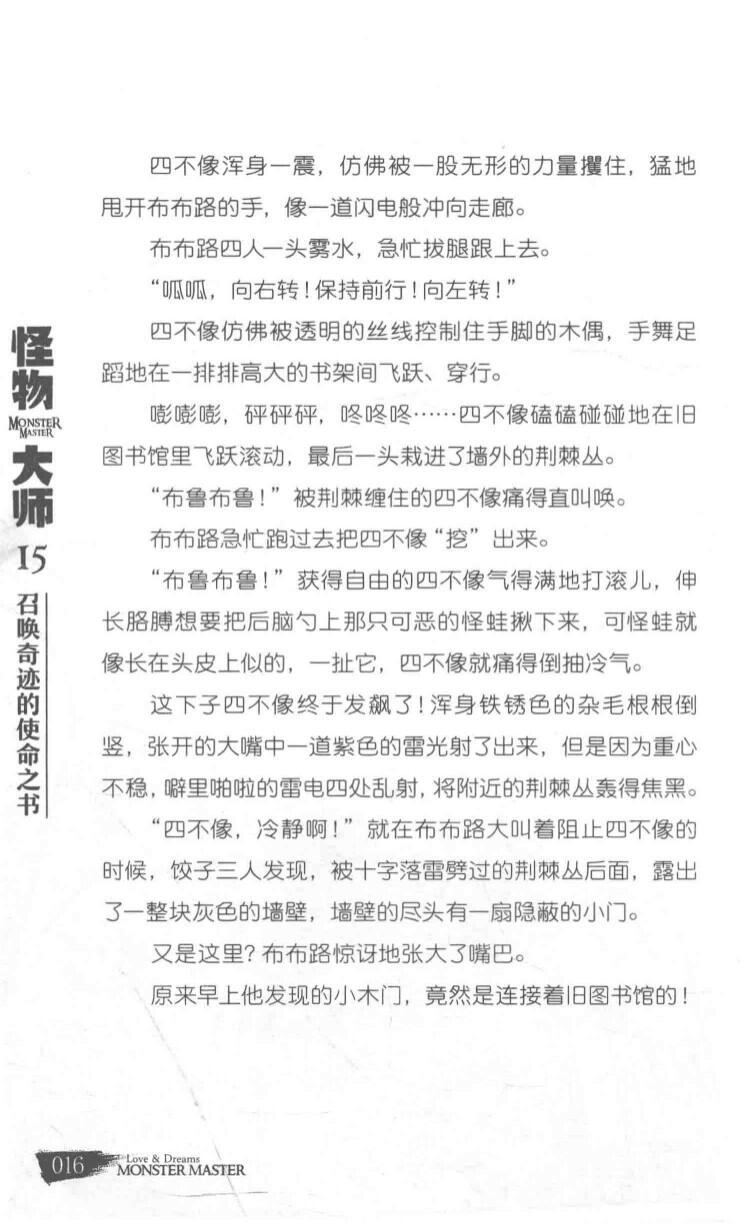 四不像浑身一震，仿佛被一股无形的力量攫住，猛地
甩开布布路的手，像一道闪电般冲向走廊。
布布路四人一头雾水，急忙拔腿跟上去。
“呱呱，向右转！保持前行！向左转！”
四不像仿佛被透明的丝线控制住手脚的木偶，手舞足
蹈地在一排排高大的书架间飞跃、穿行。
嘭嘭嘭，砰砰砰，咚咚咚……四不像磕磕碰碰地在旧
图书馆里飞跃滚动，最后一头栽进了墙外的荆棘丛。
“布鲁布鲁！”被荆棘缠住的四不像痛得直叫唤。
布布路急忙跑过去把四不像“挖”出来。
“布鲁布鲁！”获得自由的四不像气得满地打滚儿，伸
长胳膊想要把后脑勺上那只可恶的怪蛙揪下来，可怪蛙就
像长在头皮上似的，一扯它，四不像就痛得倒抽冷气。
这下子四不像终于发飙了！浑身铁锈色的杂毛根根倒
竖，张开的大嘴中一道紫色的雷光射了出来，但是因为重心
不稳，噼里啪啦的雷电四处乱射，将附近的荆棘丛轰得焦黑。
“四不像，冷静啊！”就在布布路大叫着阻止四不像的
时候，饺子三人发现，被十字落雷劈过的荆棘丛后面，露出
了一整块灰色的墙壁，墙壁的尽头有一扇隐蔽的小门。
又是这里？布布路惊讶地张大了嘴巴。
原来早上他发现的小木门，竟然是连接着旧图书馆的！
怪物
MONSTER
MASTER
大师
15
召唤奇迹的使命之书
016
Love & Dreams
MONSTER MASTER